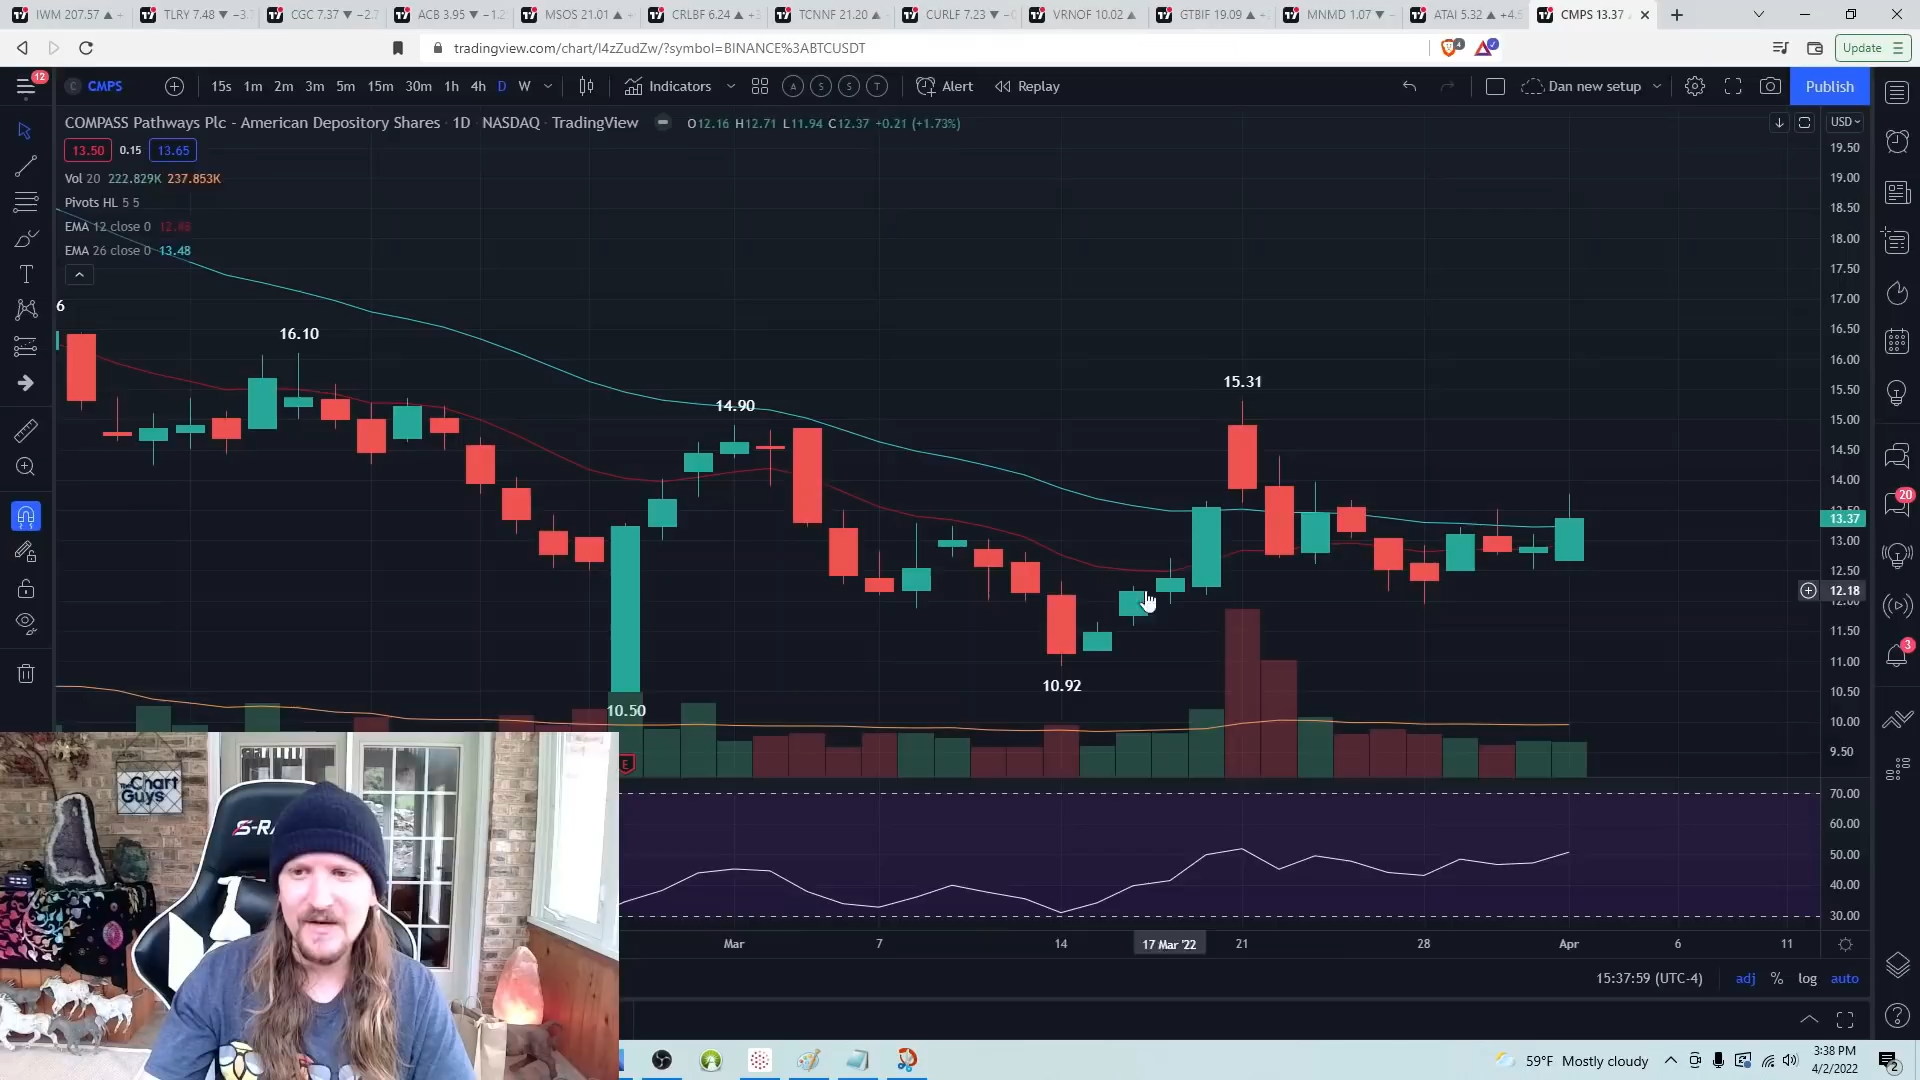 IWM 207.57 TLRY 7.48 CGC 7.37 ACB 3.95 MSOS 21.01 CRLBF 6.24 TCNNF 21.20 CURLF 7.23 VRNOF 10.02 GTBIF 19.09 MNMD 1.07 ATAI 5.32 CMPS 13.37
tradingview.com/chart/I4zZudZw/?symbol=BINANCE%3ABTCUSDT 4 Update
12 CMPS 15s 1m 2m 3m 5m 15m 30m 1h 4h D W Indicators A S S T Alert Replay Dan new setup Publish
COMPASS Pathways Plc - American Depository Shares · 1D · NASDAQ · TradingView O12.16 H12.71 L11.94 C12.37 +0.21 (+1.73%) USD
13.50 0.15 13.65
Vol 20 222.829K 237.853K
Pivots HL 5 5
EMA 12 close 0
EMA 26 close 0 13.48
19.50
19.00
18.50
18.00
17.50
17.00
16.50
16.00
15.50
15.00
14.50
14.00
13.37
13.00
12.50
12.18
12.00
11.50
11.00
10.50
10.00
9.50
6
16.10
14.90
15.31
10.50
10.92
E
20
3
70.00
60.00
50.00
40.00
30.00
Mar 7 14 17 Mar '22 21 28 Apr 6 11
15:37:59 (UTC-4) adj % log auto
The Chart Guys
59°F Mostly cloudy 3:38 PM
4/2/2022
2